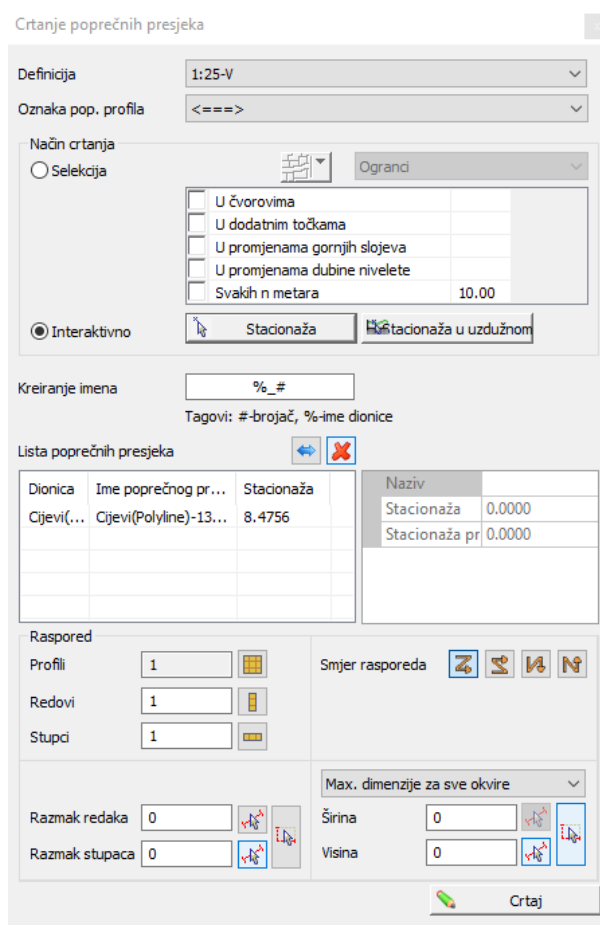 Crtanje poprečnih presjeka
Definicija 1:25-V
Oznaka pop. profila <===>
Način crtanja
Selekcija Ogranci
U čvorovima
U dodatnim točkama
U promjenama gornjih slojeva
U promjenama dubine nivelete
Svakih n metara 10.00
Interaktivno Stacionaža Stacionaža u uzdužnom
Kreiranje imena %_#
Tagovi: #-brojač, %-ime dionice
Lista poprečnih presjeka
Dionica Ime poprečnog pr... Stacionaža
Cijevi(... Cijevi(Polyline)-13... 8.4756
Naziv
Stacionaža 0.0000
Stacionaža pr 0.0000
Raspored
Profili 1
Redovi 1
Stupci 1
Smjer rasporeda
Razmak redaka 0
Razmak stupaca 0
Max. dimenzije za sve okvire
Širina 0
Visina 0
Crtaj